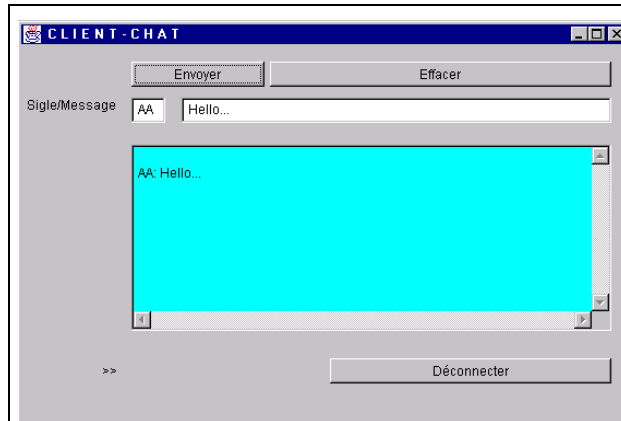 CLIENT-CHAT
Envoyer Effacer
Sigle/Message AA Hello...
AA: Hello...
>> Déconnecter